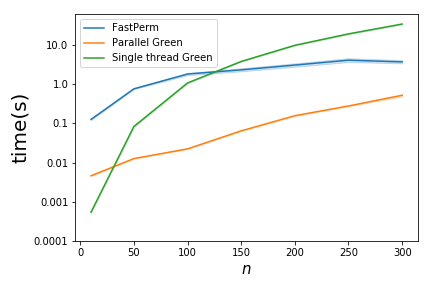 FastPerm
Parallel Green
Single thread Green
time(s)
10.0
1.0
0.1
0.01
0.001
0.0001
0 50 100 150 200 250 300
n